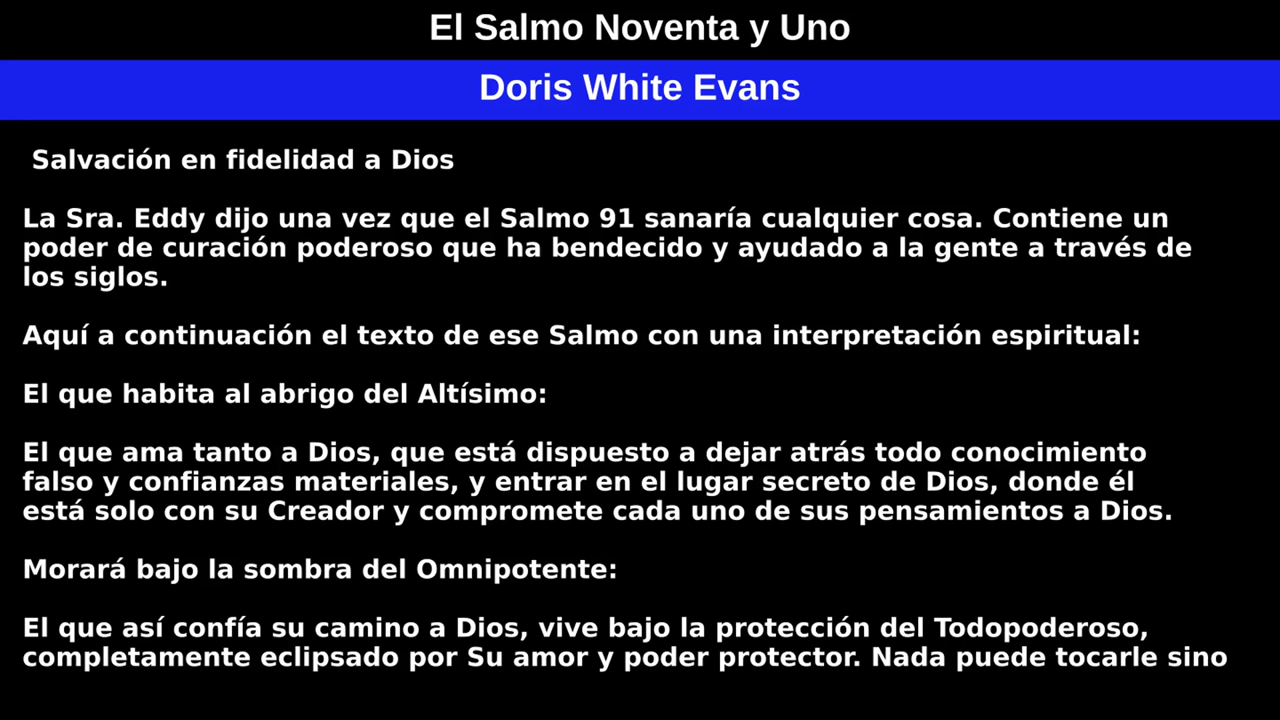 El Salmo Noventa y Uno
Doris White Evans
Salvación en fidelidad a Dios
La Sra. Eddy dijo una vez que el Salmo 91 sanaría cualquier cosa. Contiene un
poder de curación poderoso que ha bendecido y ayudado a la gente a través de
los siglos.
Aquí a continuación el texto de ese Salmo con una interpretación espiritual:
El que habita al abrigo del Altísimo:
El que ama tanto a Dios, que está dispuesto a dejar atrás todo conocimiento
falso y confianzas materiales, y entrar en el lugar secreto de Dios, donde él
está solo con su Creador y compromete cada uno de sus pensamientos a Dios.
Morará bajo la sombra del Omnipotente:
El que así confía su camino a Dios, vive bajo la protección del Todopoderoso,
completamente eclipsado por Su amor y poder protector. Nada puede tocarle sino